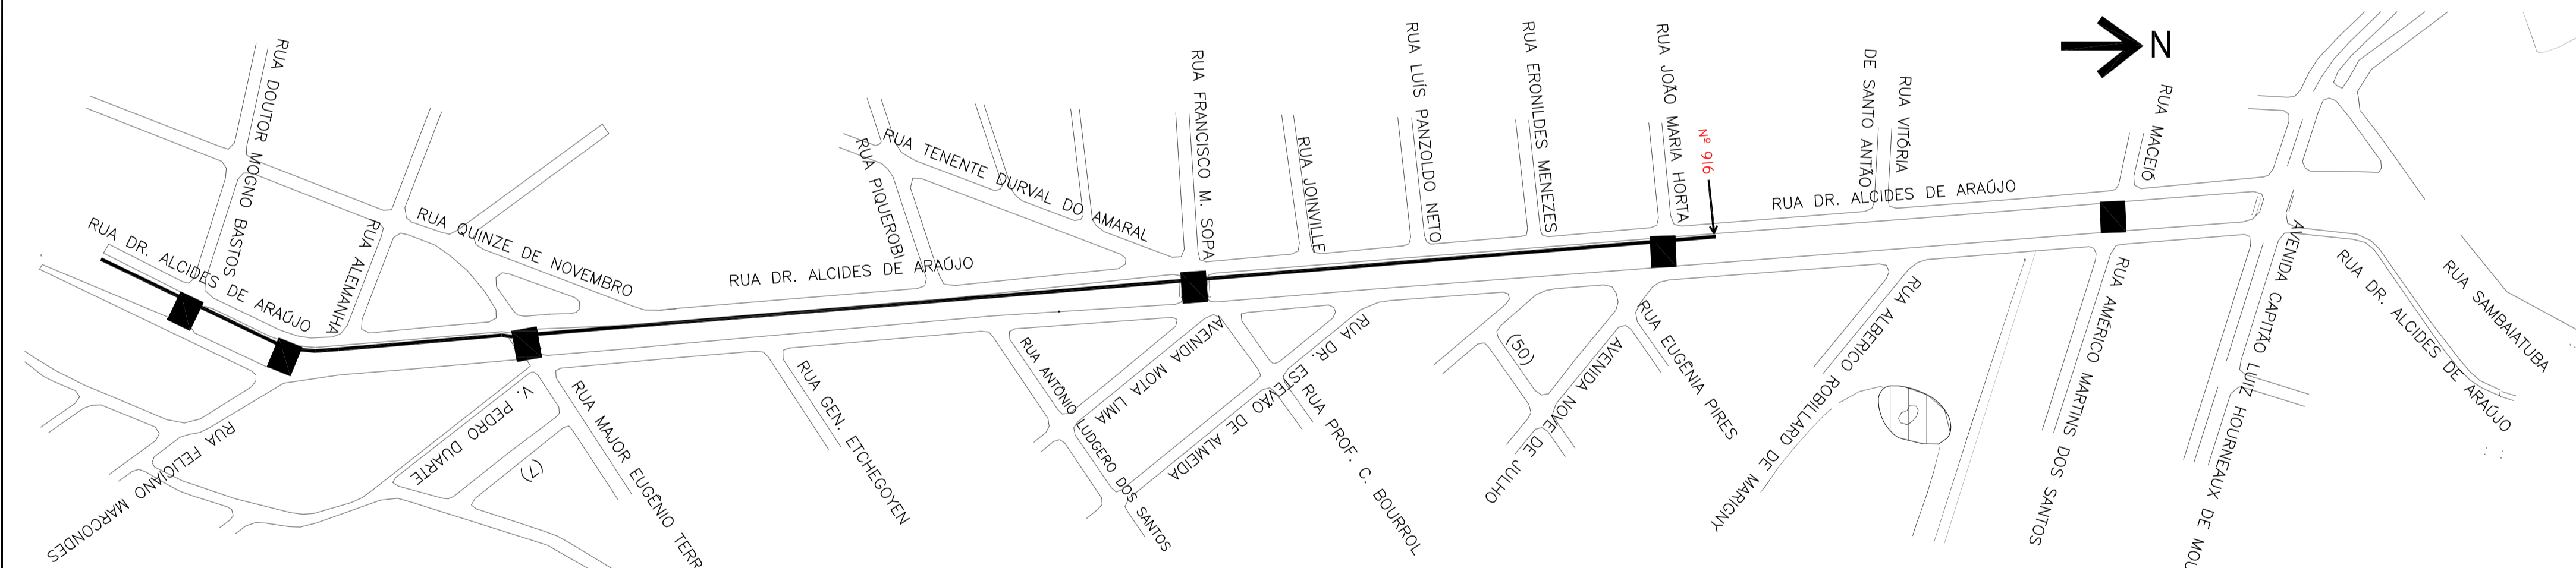 N
RUA DOUTOR MOGNO BASTOS
RUA DR. ALCIDES DE ARAÚJO
RUA ALEMANHA
RUA QUINZE DE NOVEMBRO
RUA PIQUEROBI
RUA TENENTE DURVAL DO AMARAL
RUA DR. ALCIDES DE ARAÚJO
RUA FRANCISCO M. SOPA
RUA JOINVILLE
RUA LUÍS PANZOLDO NETO
RUA ERONILDES MENEZES
RUA JOÃO MARIA HORTA
Nº 916
RUA DR. ALCIDES DE ARAÚJO
DE SANTO ANTÃO
RUA VITÓRIA
RUA MACEIÓ
RUA FELICIANO MARCONDES
V. PEDRO DUARTE
(7)
RUA MAJOR EUGÊNIO TERR
RUA GEN. ETCHEGOYEN
RUA ANTÔNIO
LUDGERO DOS SANTOS
AVENIDA MOTA LIMA
RUA DR. ESTEVÃO DE ALMEIDA
RUA PROF. C. BOURROL
(50)
AVENIDA NOVE DE JULHO
RUA EUGÊNIA PIRES
RUA ALBERICO ROBILLARD DE MARIGNY
RUA AMÉRICO MARTINS DOS SANTOS
AVENIDA CAPITÃO LUIZ HOURNEAUX DE MOU
RUA DR. ALCIDES DE ARAÚJO
RUA SAMBAIATUBA